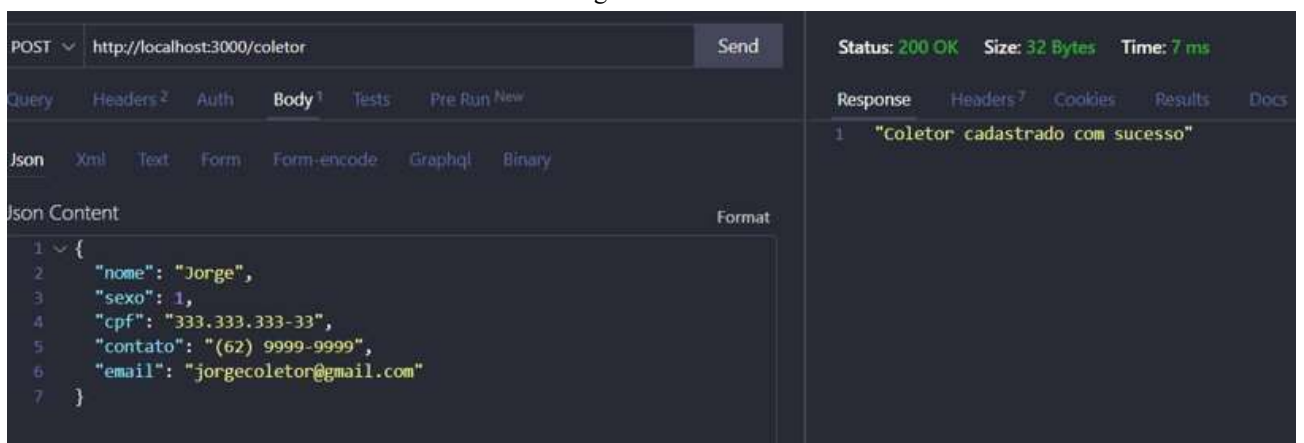 POST http://localhost:3000/coletor Send
Status: 200 OK Size: 32 Bytes Time: 7 ms
Query Headers 2 Auth Body 1 Tests Pre Run New
Response Headers 7 Cookies Results Docs
1 "Coletor cadastrado com sucesso"
Json Xml Text Form Form-encode Graphql Binary
Json Content Format
1 {
2 "nome": "Jorge",
3 "sexo": 1,
4 "cpf": "333.333.333-33",
5 "contato": "(62) 9999-9999",
6 "email": "jorgecoletor@gmail.com"
7 }